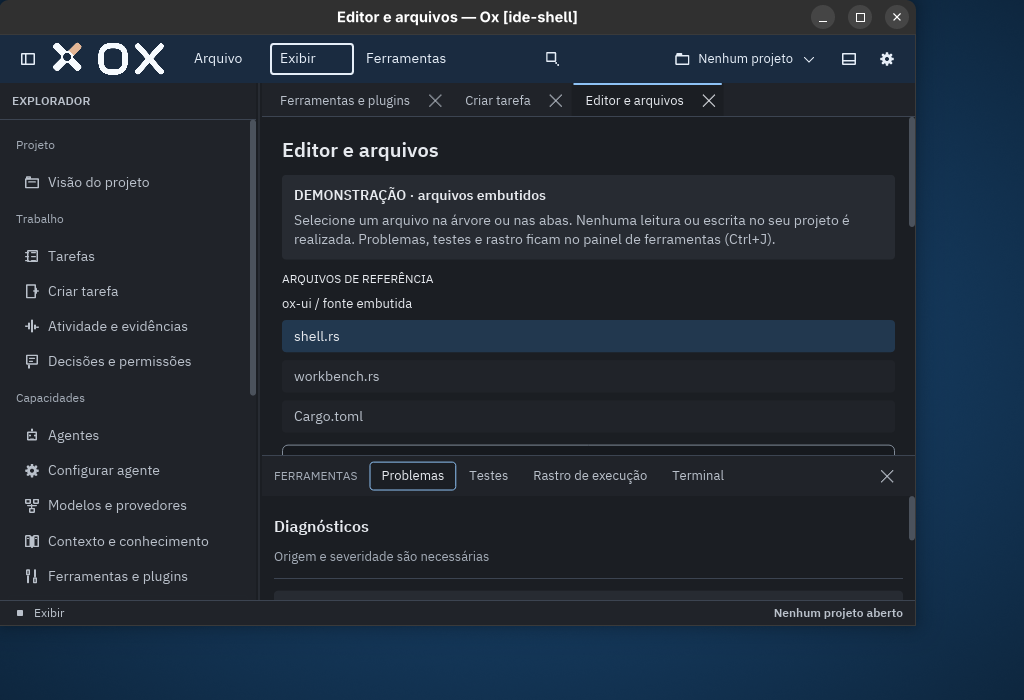 Editor e arquivos — Ox [ide-shell]
OX
Arquivo
Exibir
Ferramentas
Nenhum projeto
EXPLORADOR
Projeto
Visão do projeto
Trabalho
Tarefas
Criar tarefa
Atividade e evidências
Decisões e permissões
Capacidades
Agentes
Configurar agente
Modelos e provedores
Contexto e conhecimento
Ferramentas e plugins
Ferramentas e plugins
Criar tarefa
Editor e arquivos
Editor e arquivos
DEMONSTRAÇÃO · arquivos embutidos
Selecione um arquivo na árvore ou nas abas. Nenhuma leitura ou escrita no seu projeto é
realizada. Problemas, testes e rastro ficam no painel de ferramentas (Ctrl+J).
ARQUIVOS DE REFERÊNCIA
ox-ui / fonte embutida
shell.rs
workbench.rs
Cargo.toml
FERRAMENTAS
Problemas
Testes
Rastro de execução
Terminal
Diagnósticos
Origem e severidade são necessárias
Exibir
Nenhum projeto aberto